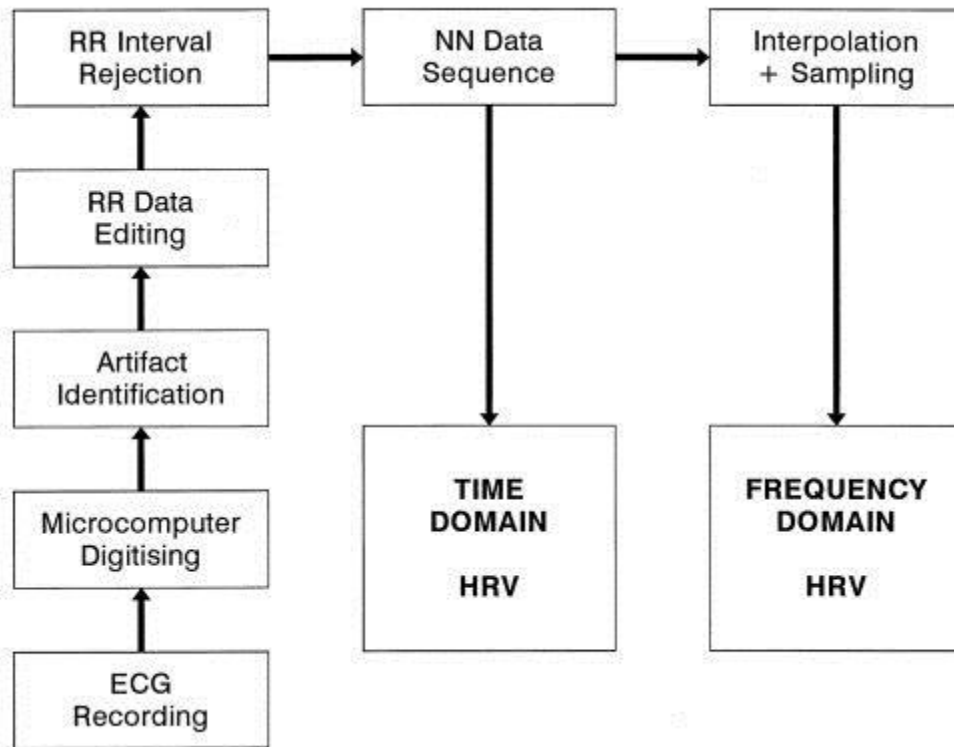 RR Interval
Rejection
NN Data
Sequence
Interpolation
+ Sampling
RR Data
Editing
Artifact
Identification
Microcomputer
Digitising
ECG
Recording
TIME
DOMAIN
HRV
FREQUENCY
DOMAIN
HRV